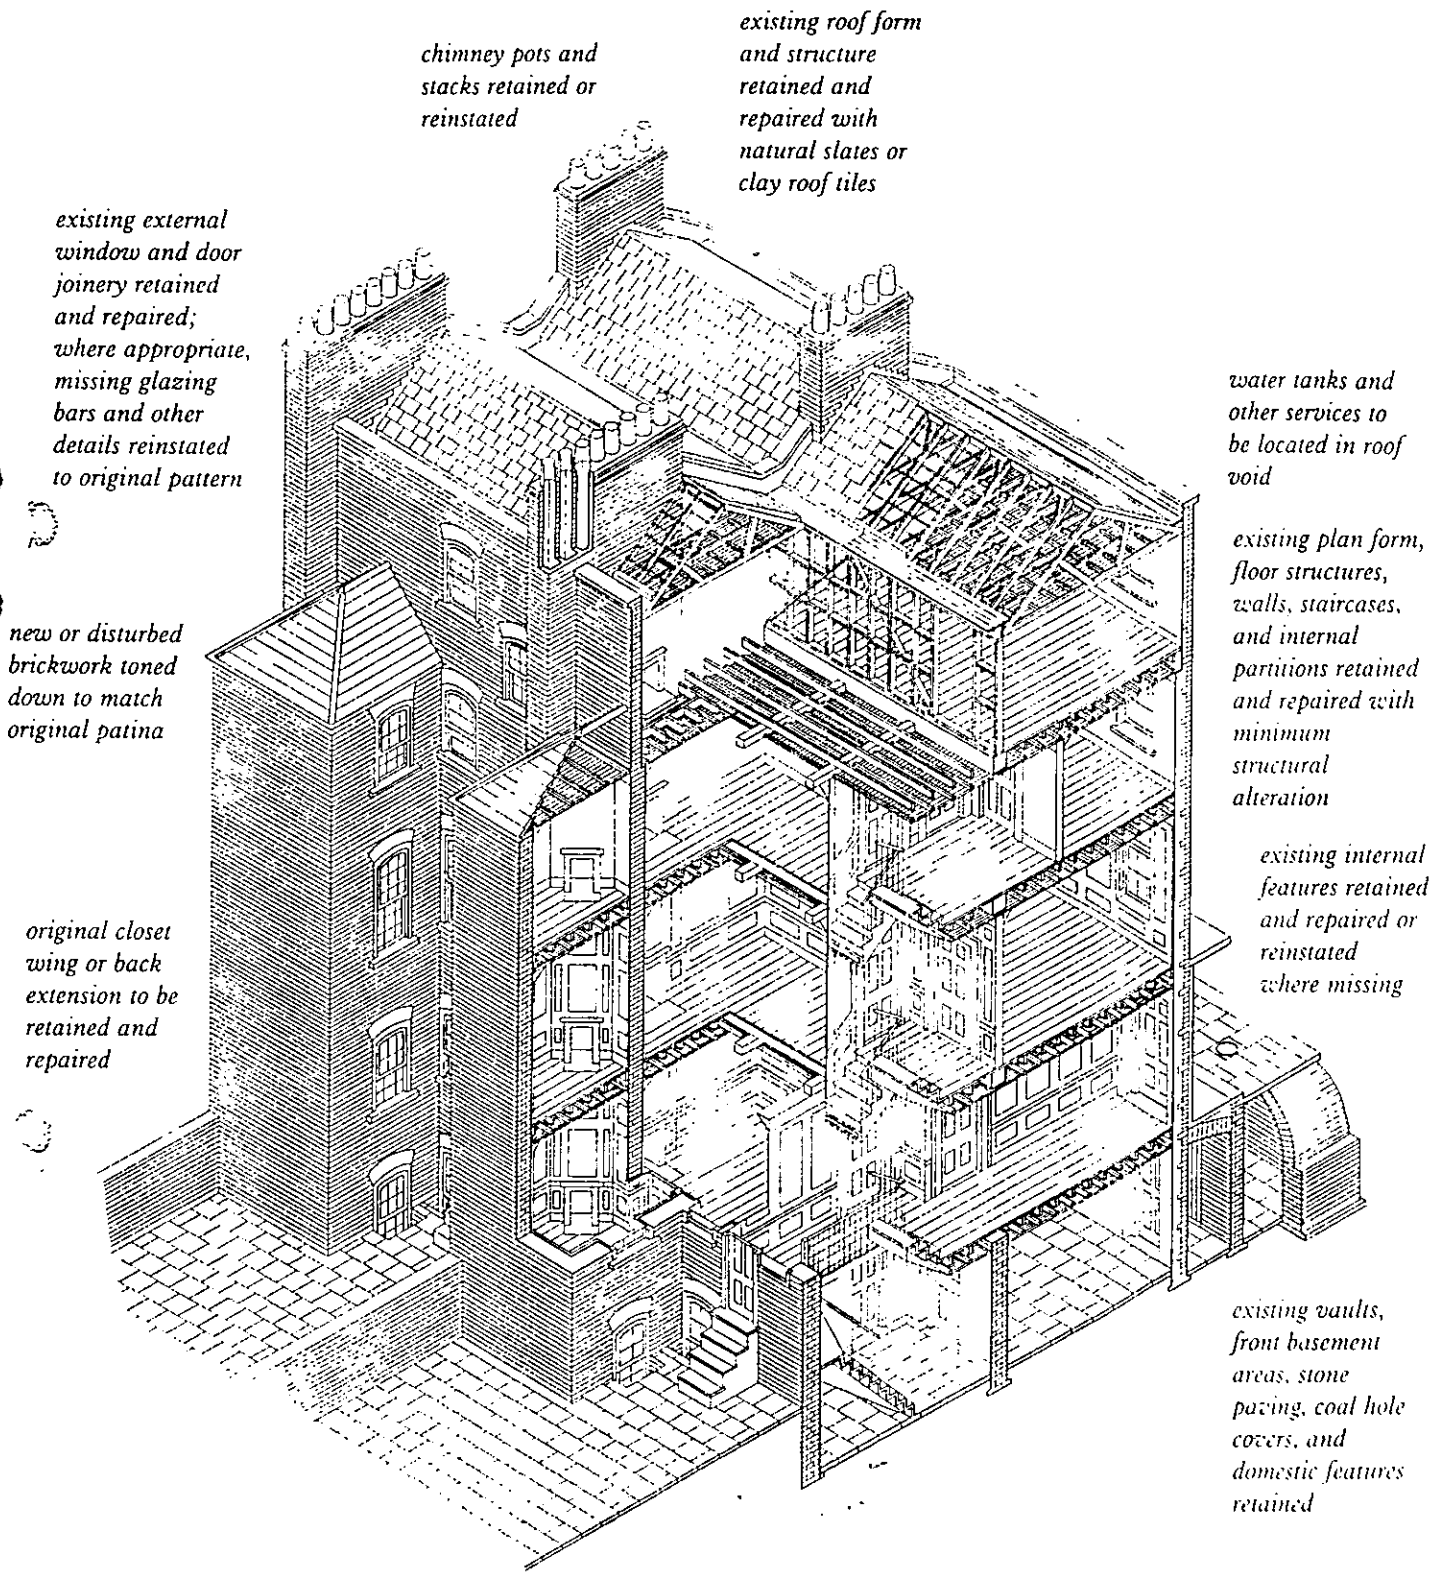 chimney pots and
stacks retained or
reinstated
existing roof form
and structure
retained and
repaired with
natural slates or
clay roof tiles
existing external
window and door
joinery retained
and repaired;
where appropriate,
missing glazing
bars and other
details reinstated
to original pattern
new or disturbed
brickwork toned
down to match
original patina
original closet
wing or back
extension to be
retained and
repaired
water tanks and
other services to
be located in roof
void
existing plan form,
floor structures,
walls, staircases,
and internal
partitions retained
and repaired with
minimum
structural
alteration
existing internal
features retained
and repaired or
reinstated
where missing
existing vaults,
front basement
areas, stone
paving, coal hole
covers, and
domestic features
retained